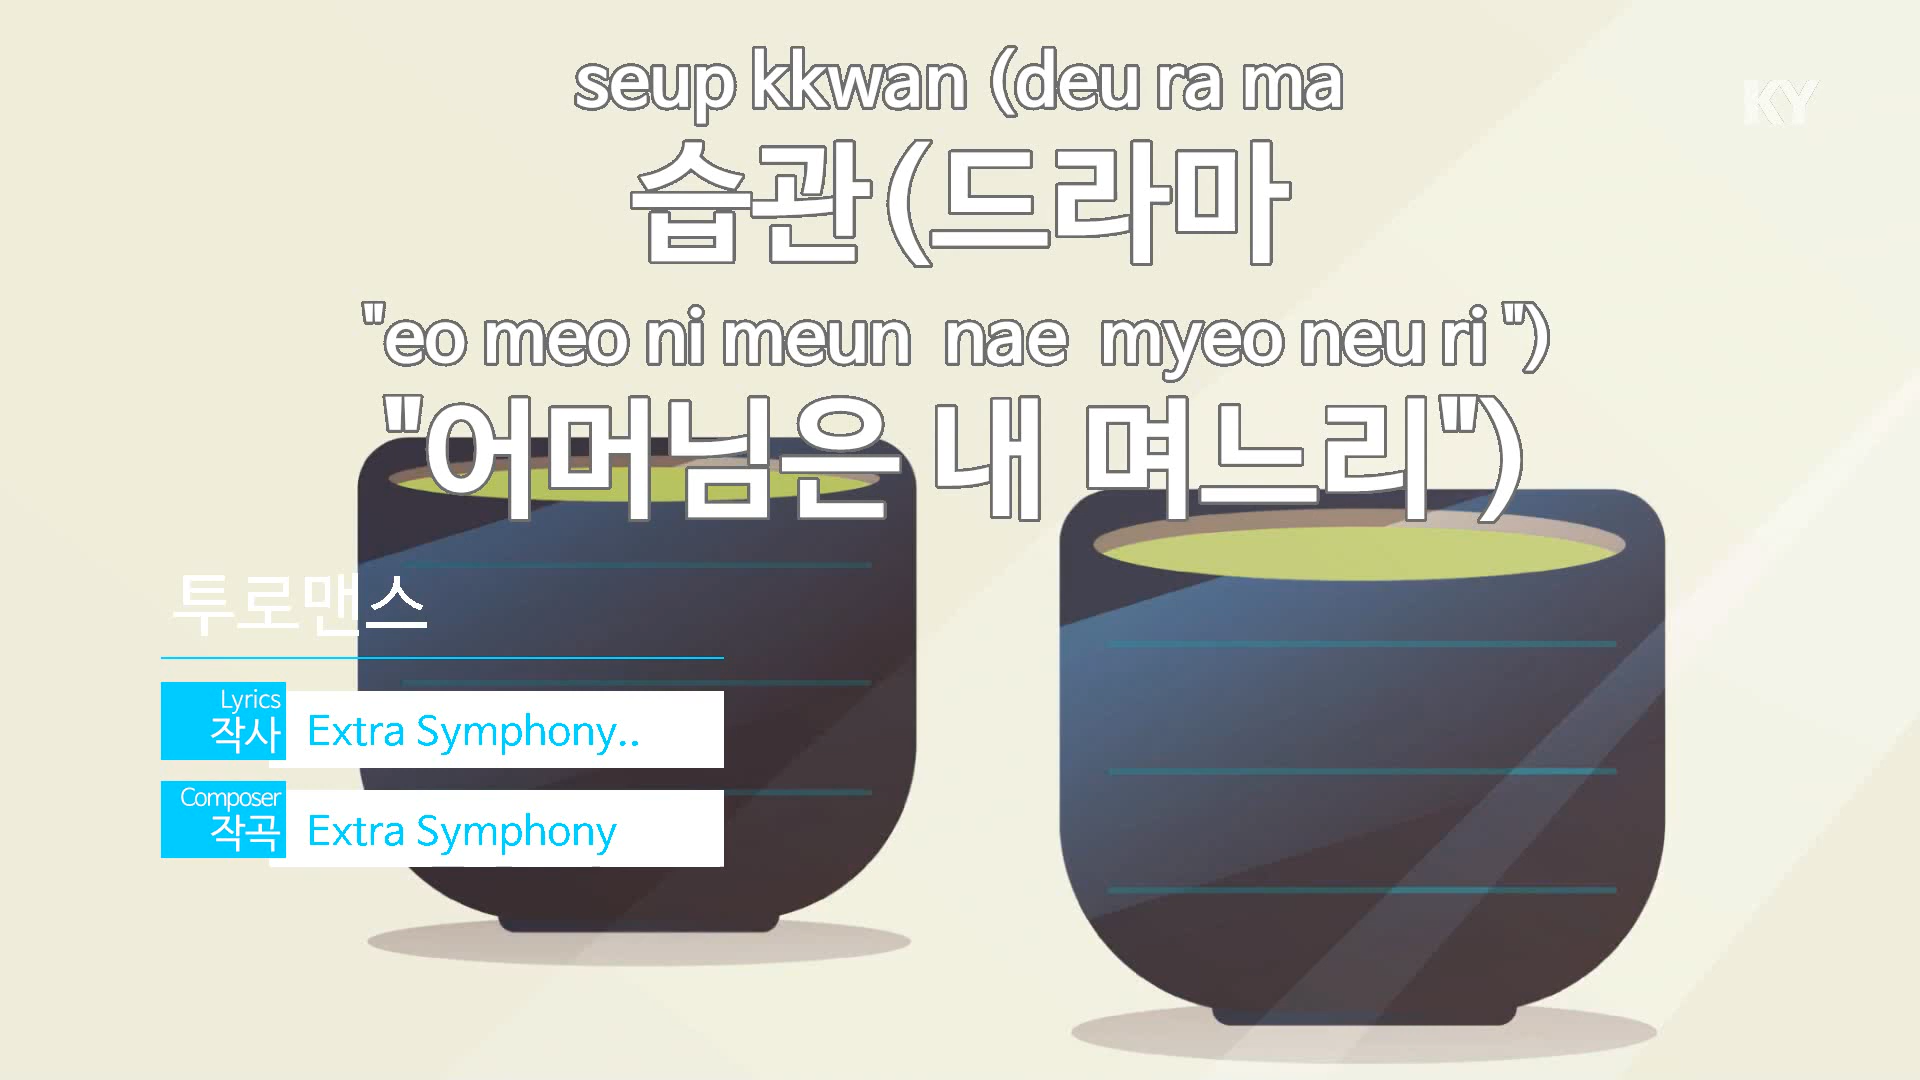 KY
seup kkwan (deu ra ma
습관(드라마
"eo meo ni meun nae myeo neu ri ")
"어머님은 내 며느리")
투로맨스
Lyrics
작사 Extra Symphony..
Composer
작곡 Extra Symphony